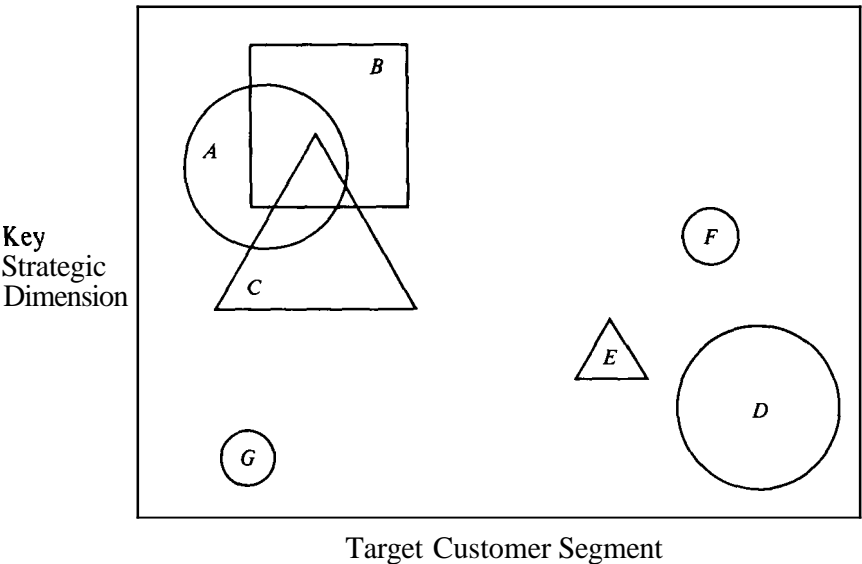 B
A
Key
Strategic
Dimension
F
C
E
D
G
Target Customer Segment